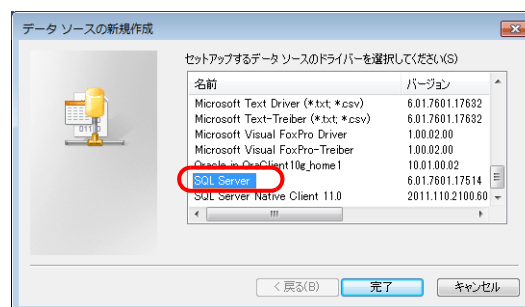 データ ソースの新規作成
セットアップするデータ ソースのドライバーを選択してください(S)
名前 バージョン
Microsoft Text Driver (*.txt; *.csv) 6.01.7601.17632
Microsoft Text-Treiber (*.txt; *.csv) 6.01.7601.17632
Microsoft Visual FoxPro Driver 1.00.02.00
Microsoft Visual FoxPro-Treiber 1.00.02.00
Oracle in OraClient10g_home1 10.01.00.02
SQL Server 6.01.7601.17514
SQL Server Native Client 11.0 2011.110.2100.60
01110
< 戻る(B) 完了 キャンセル